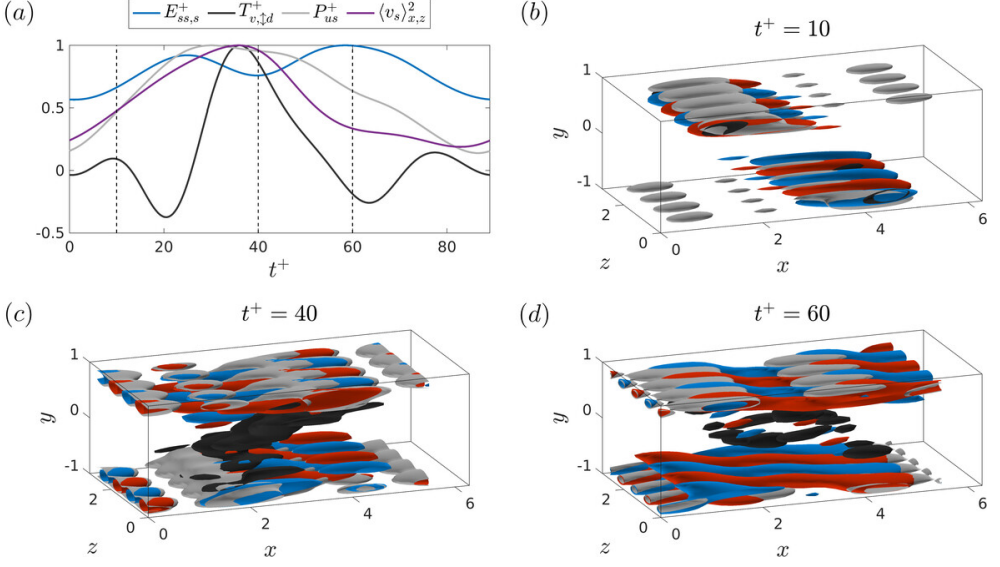 (a)
E⁺ss,s T⁺v,↕d P⁺us ⟨vs⟩²x,z
1
0.5
0
-0.5
0 20 40 60 80
t⁺
(b)
t⁺ = 10
1
0
-1
y
2
0
z
0 2 4 6
x
(c)
t⁺ = 40
1
0
-1
y
2
0
z
0 2 4 6
x
(d)
t⁺ = 60
1
0
-1
y
2
0
z
0 2 4 6
x